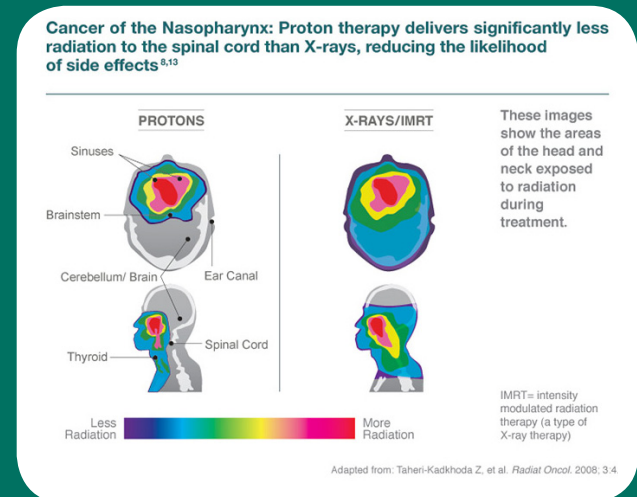 Cancer of the Nasopharynx: Proton therapy delivers significantly less
radiation to the spinal cord than X-rays, reducing the likelihood
of side effects 8,13
PROTONS
X-RAYS/IMRT
These images
show the areas
of the head and
neck exposed
to radiation
during
treatment.
Sinuses
Brainstem
Cerebellum/ Brain
Ear Canal
Thyroid
Spinal Cord
Less
Radiation
More
Radiation
IMRT= intensity
modulated radiation
therapy (a type of
X-ray therapy)
Adapted from: Taheri-Kadkhoda Z, et al. Radiat Oncol. 2008; 3:4